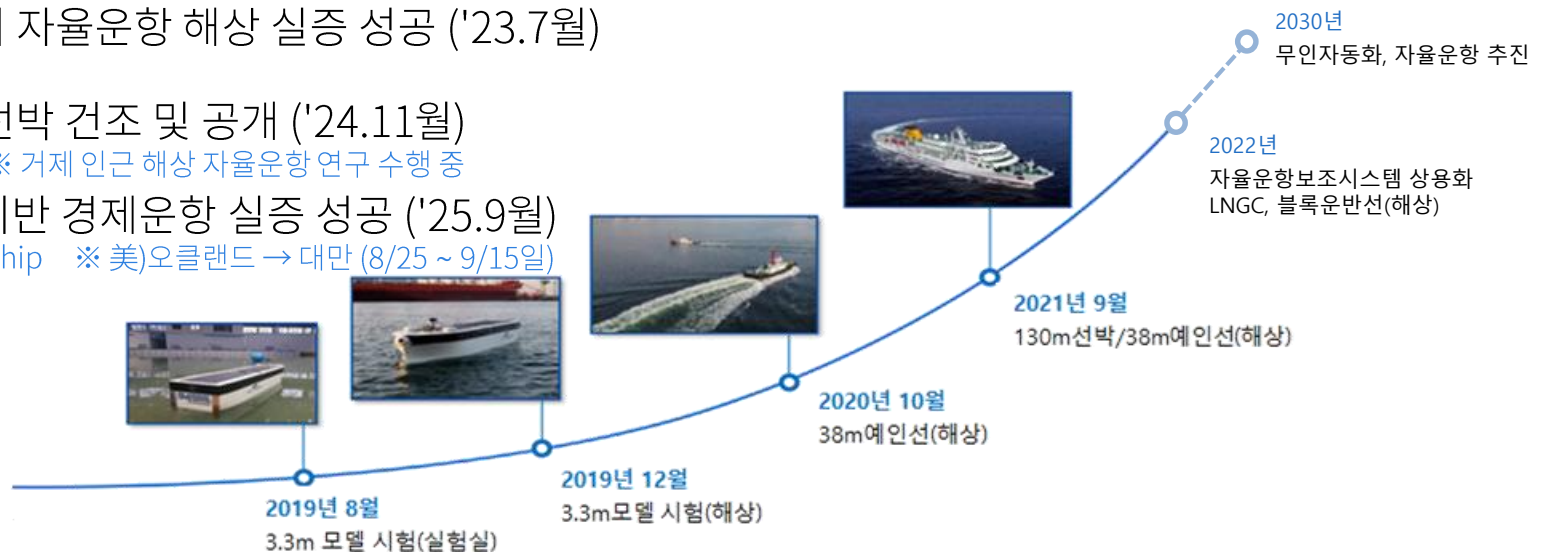 자율운항 해상 실증 성공 ('23.7월)
선박 건조 및 공개 ('24.11월)
※ 거제 인근 해상 자율운항 연구 수행 중
기반 경제운항 실증 성공 ('25.9월)
hip ※ 美)오클랜드 → 대만 (8/25 ~ 9/15일)
2019년 8월
3.3m 모델 시험(실험실)
2019년 12월
3.3m모델 시험(해상)
2020년 10월
38m예인선(해상)
2021년 9월
130m선박/38m예인선(해상)
2022년
자율운항보조시스템 상용화
LNGC, 블록운반선(해상)
2030년
무인자동화, 자율운항 추진